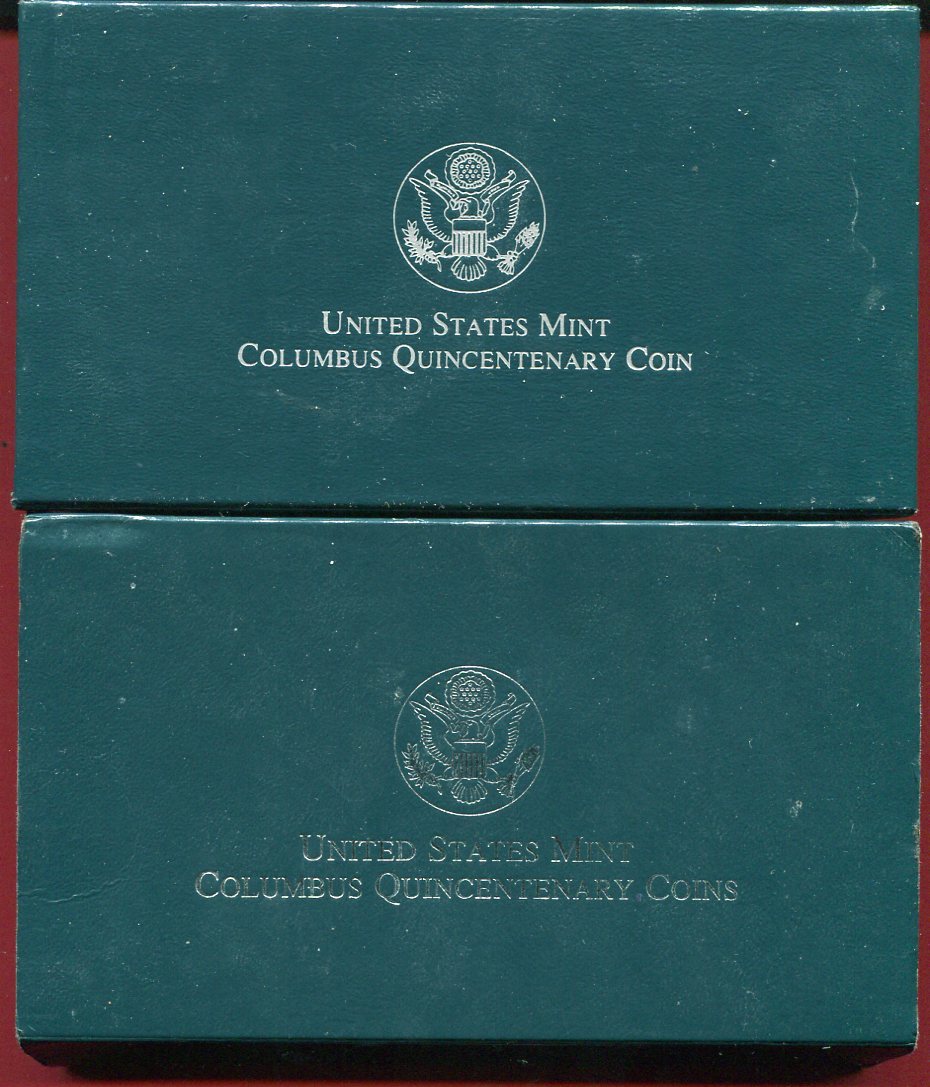 United States Mint
Columbus Quincentenary Coin
United States Mint
Columbus Quincentenary Coins